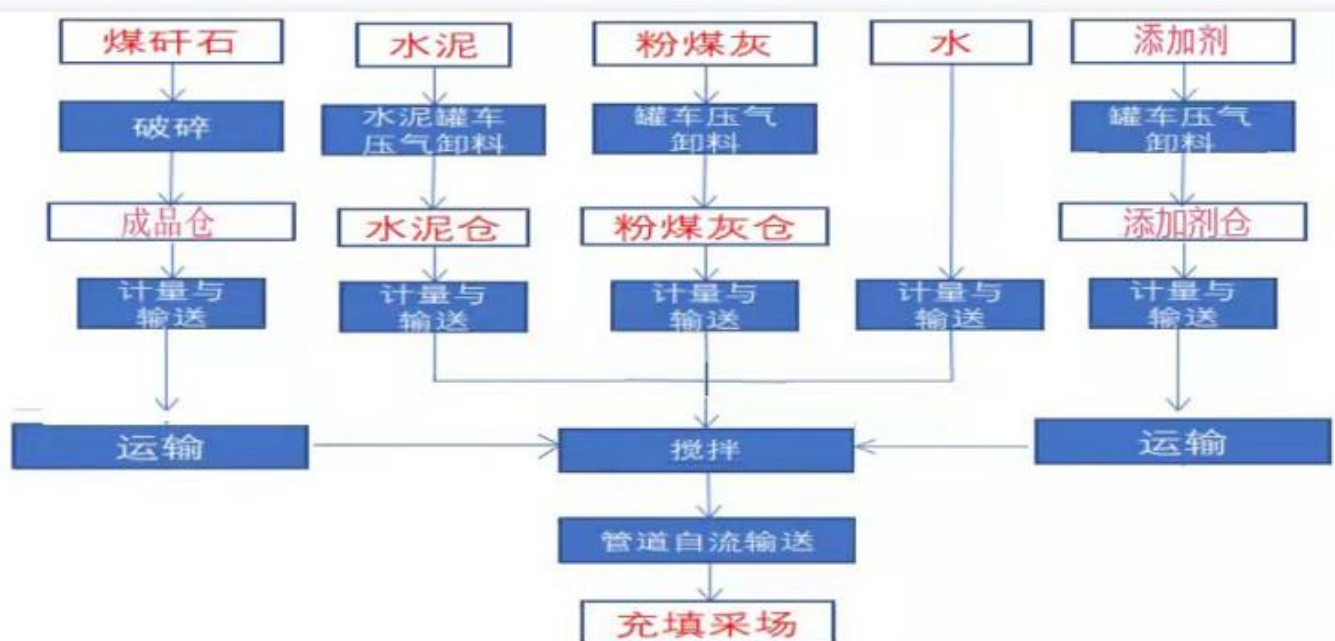 煤矸石
水泥
粉煤灰
水
添加剂
破碎
水泥罐车
压气卸料
罐车压气
卸料
罐车压气
卸料
成品仓
水泥仓
粉煤灰仓
添加剂仓
计量与
输送
计量与
输送
计量与
输送
计量与
输送
计量与
输送
运输
搅拌
运输
管道自流输送
充填采场